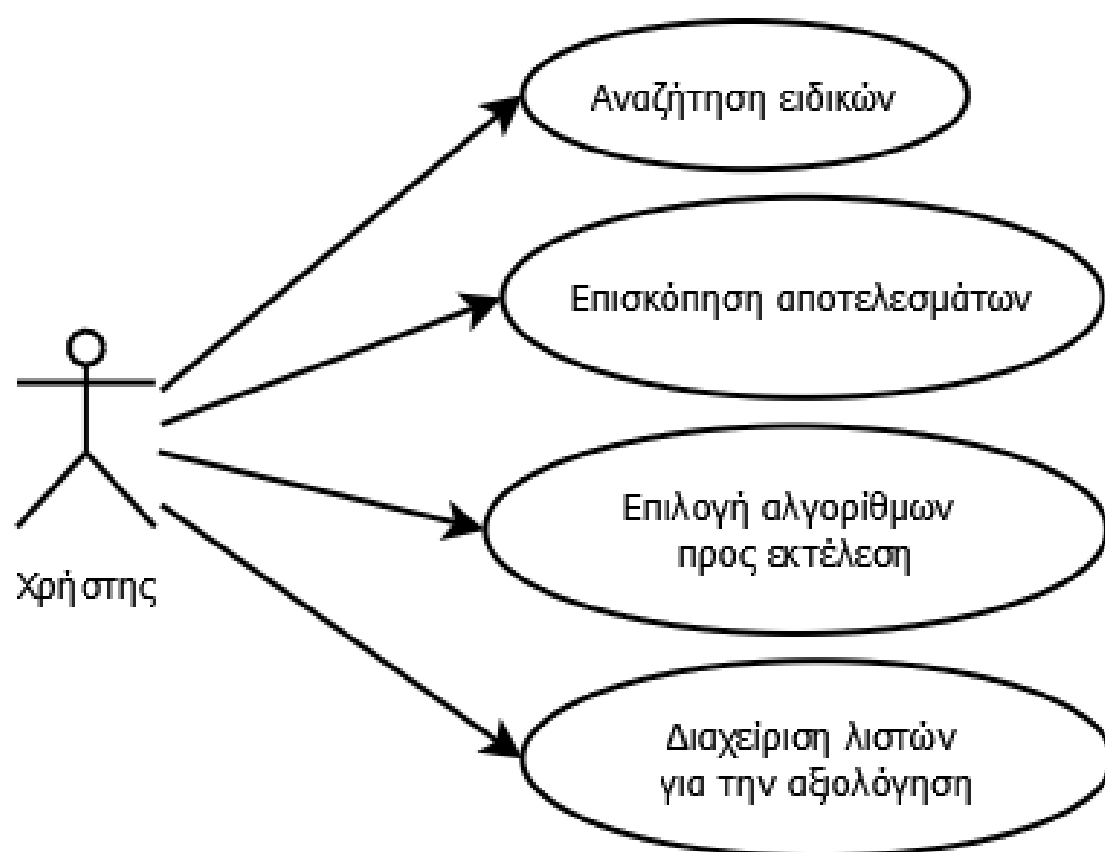 Αναζήτηση ειδικών
Επισκόπηση αποτελεσμάτων
Επιλογή αλγορίθμων
προς εκτέλεση
Χρήστης
Διαχείριση λιστών
για την αξιολόγηση